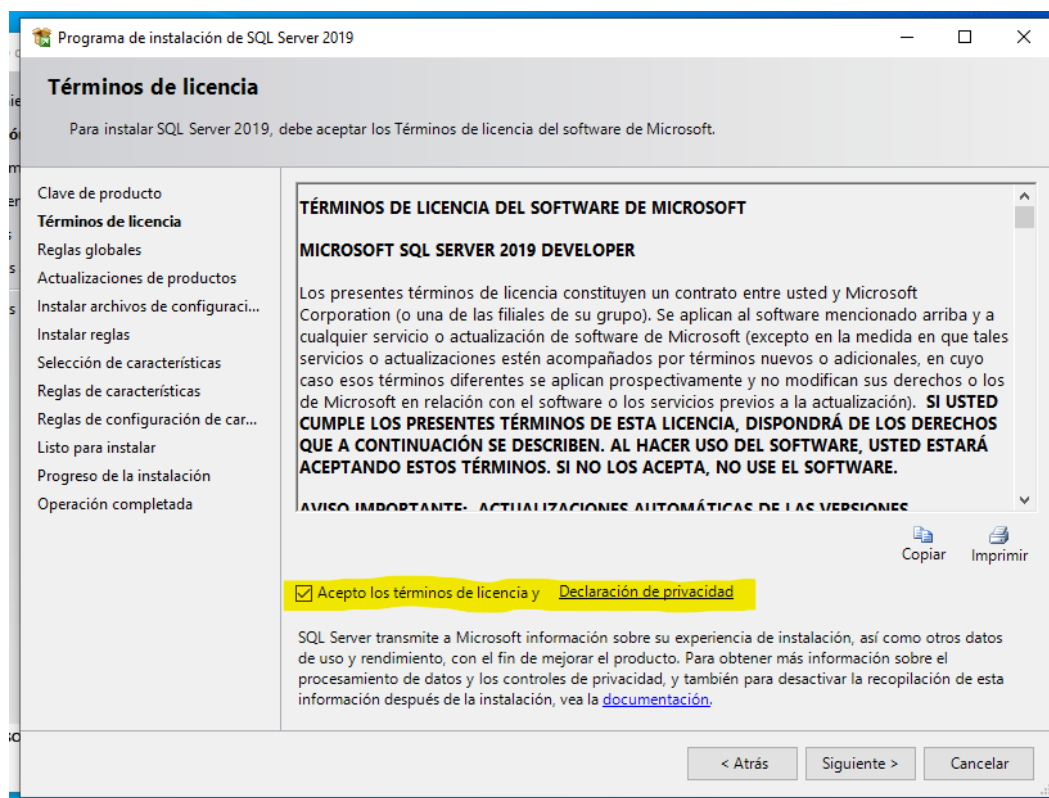 Programa de instalación de SQL Server 2019
Términos de licencia
Para instalar SQL Server 2019, debe aceptar los Términos de licencia del software de Microsoft.
Clave de producto
Términos de licencia
Reglas globales
Actualizaciones de productos
Instalar archivos de configuraci...
Instalar reglas
Selección de características
Reglas de características
Reglas de configuración de car...
Listo para instalar
Progreso de la instalación
Operación completada
TÉRMINOS DE LICENCIA DEL SOFTWARE DE MICROSOFT
MICROSOFT SQL SERVER 2019 DEVELOPER
Los presentes términos de licencia constituyen un contrato entre usted y Microsoft
Corporation (o una de las filiales de su grupo). Se aplican al software mencionado arriba y a
cualquier servicio o actualización de software de Microsoft (excepto en la medida en que tales
servicios o actualizaciones estén acompañados por términos nuevos o adicionales, en cuyo
caso esos términos diferentes se aplican prospectivamente y no modifican sus derechos o los
de Microsoft en relación con el software o los servicios previos a la actualización). SI USTED
CUMPLE LOS PRESENTES TÉRMINOS DE ESTA LICENCIA, DISPONDRÁ DE LOS DERECHOS
QUE A CONTINUACIÓN SE DESCRIBEN. AL HACER USO DEL SOFTWARE, USTED ESTARÁ
ACEPTANDO ESTOS TÉRMINOS. SI NO LOS ACEPTA, NO USE EL SOFTWARE.
AVISO IMPORTANTE: ACTUALIZACIONES AUTOMÁTICAS DE LAS VERSIONES
Copiar Imprimir
Acepto los términos de licencia y Declaración de privacidad
SQL Server transmite a Microsoft información sobre su experiencia de instalación, así como otros datos
de uso y rendimiento, con el fin de mejorar el producto. Para obtener más información sobre el
procesamiento de datos y los controles de privacidad, y también para desactivar la recopilación de esta
información después de la instalación, vea la documentación.
< Atrás Siguiente > Cancelar